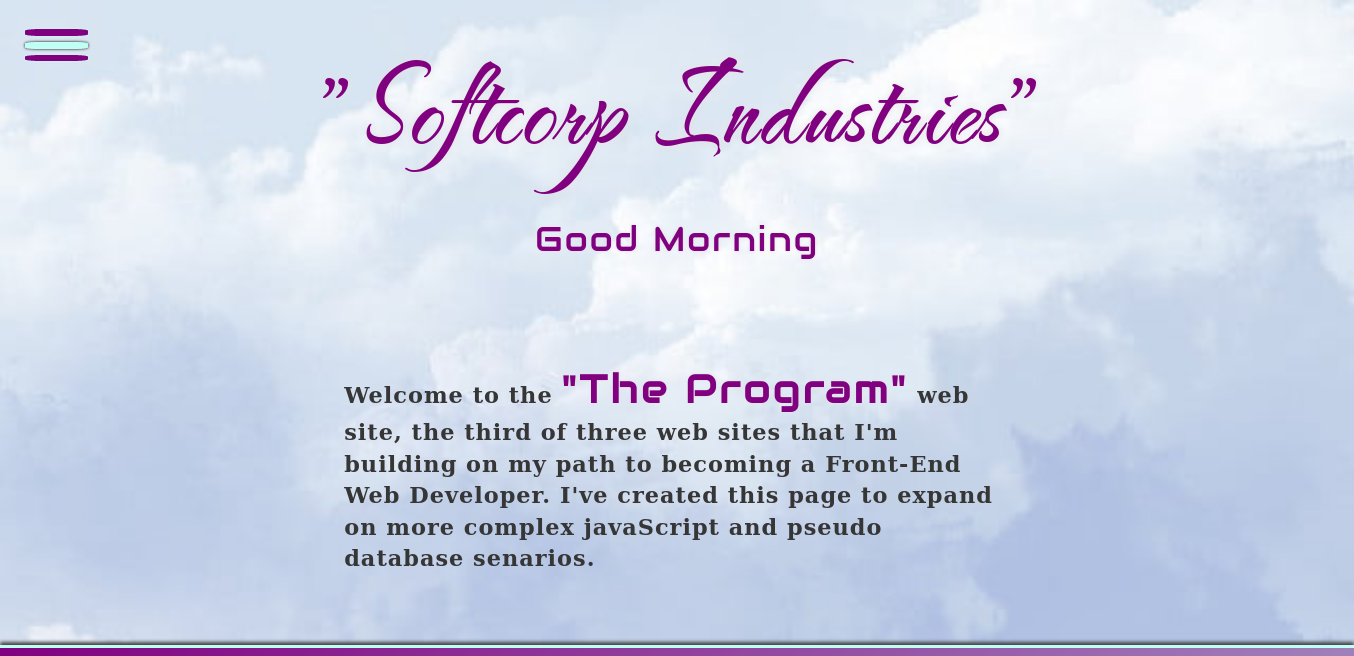 ”Softcorp Industries”
Good Morning
Welcome to the "The Program" web
site, the third of three web sites that I'm
building on my path to becoming a Front-End
Web Developer. I've created this page to expand
on more complex javaScript and pseudo
database senarios.